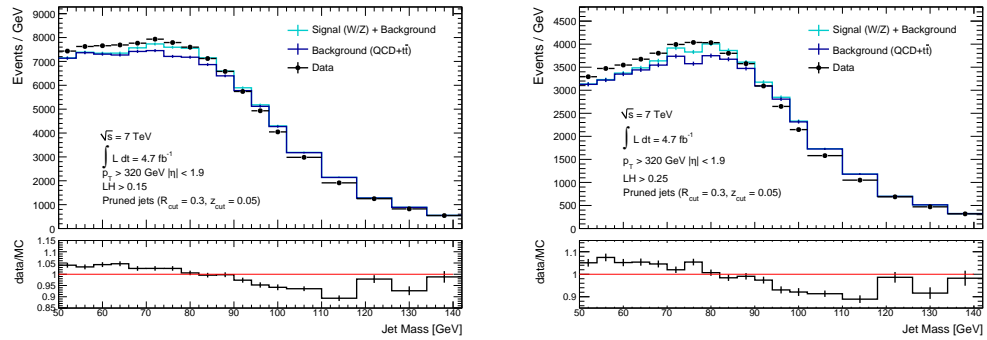 Events / GeV
9000
8000
7000
6000
5000
4000
3000
2000
1000
0
Signal (W/Z) + Background
Background (QCD+tt̄)
Data
√s = 7 TeV
∫ L dt = 4.7 fb⁻¹
p_T > 320 GeV |η| < 1.9
LH > 0.15
Pruned jets (R_cut = 0.3, z_cut = 0.05)
data/MC
1.15
1.1
1.05
1
0.95
0.9
0.85
50 60 70 80 90 100 110 120 130 140
Jet Mass [GeV]
Events / GeV
4500
4000
3500
3000
2500
2000
1500
1000
500
0
Signal (W/Z) + Background
Background (QCD+tt̄)
Data
√s = 7 TeV
∫ L dt = 4.7 fb⁻¹
p_T > 320 GeV |η| < 1.9
LH > 0.25
Pruned jets (R_cut = 0.3, z_cut = 0.05)
data/MC
1.1
1
0.9
50 60 70 80 90 100 110 120 130 140
Jet Mass [GeV]